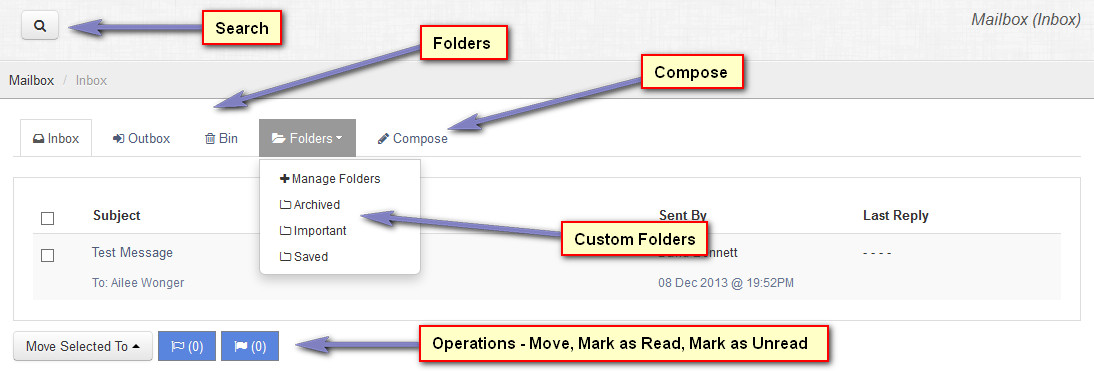 Search
Mailbox (Inbox)
Folders
Compose
Mailbox / Inbox
Inbox Outbox Bin Folders Compose
Manage Folders
Archived
Important
Saved
Custom Folders
Subject Sent By Last Reply
Test Message - - - -
To: Ailee Wonger 08 Dec 2013 @ 19:52PM
Move Selected To (0) (0)
Operations - Move, Mark as Read, Mark as Unread